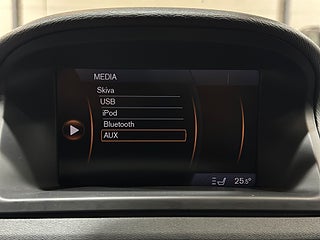 MEDIA
Skiva
USB
iPod
Bluetooth
AUX
25.5°